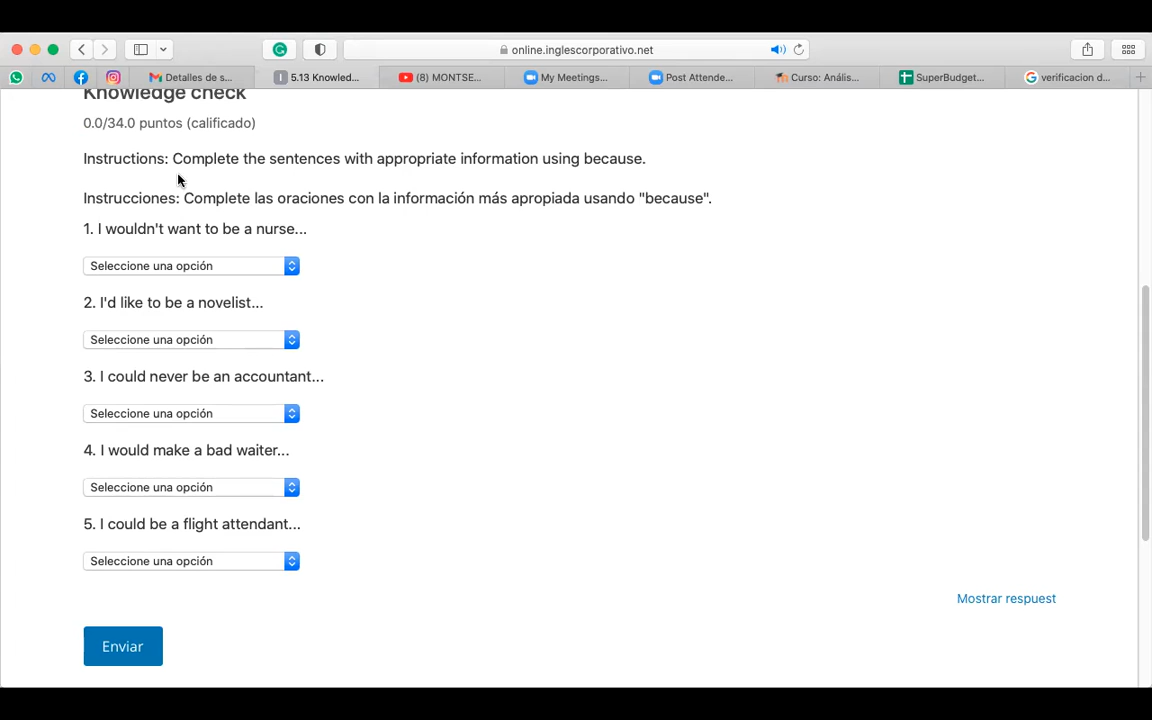 online.inglescorporativo.net
Detalles de s...
5.13 Knowled...
(8) MONTSE...
My Meetings...
Post Attende...
Curso: Anális...
SuperBudget...
verificacion d...
Knowledge check
0.0/34.0 puntos (calificado)
Instructions: Complete the sentences with appropriate information using because.
Instrucciones: Complete las oraciones con la información más apropiada usando "because".
1. I wouldn't want to be a nurse...
Seleccione una opción
2. I'd like to be a novelist...
Seleccione una opción
3. I could never be an accountant...
Seleccione una opción
4. I would make a bad waiter...
Seleccione una opción
5. I could be a flight attendant...
Seleccione una opción
Mostrar respuest
Enviar